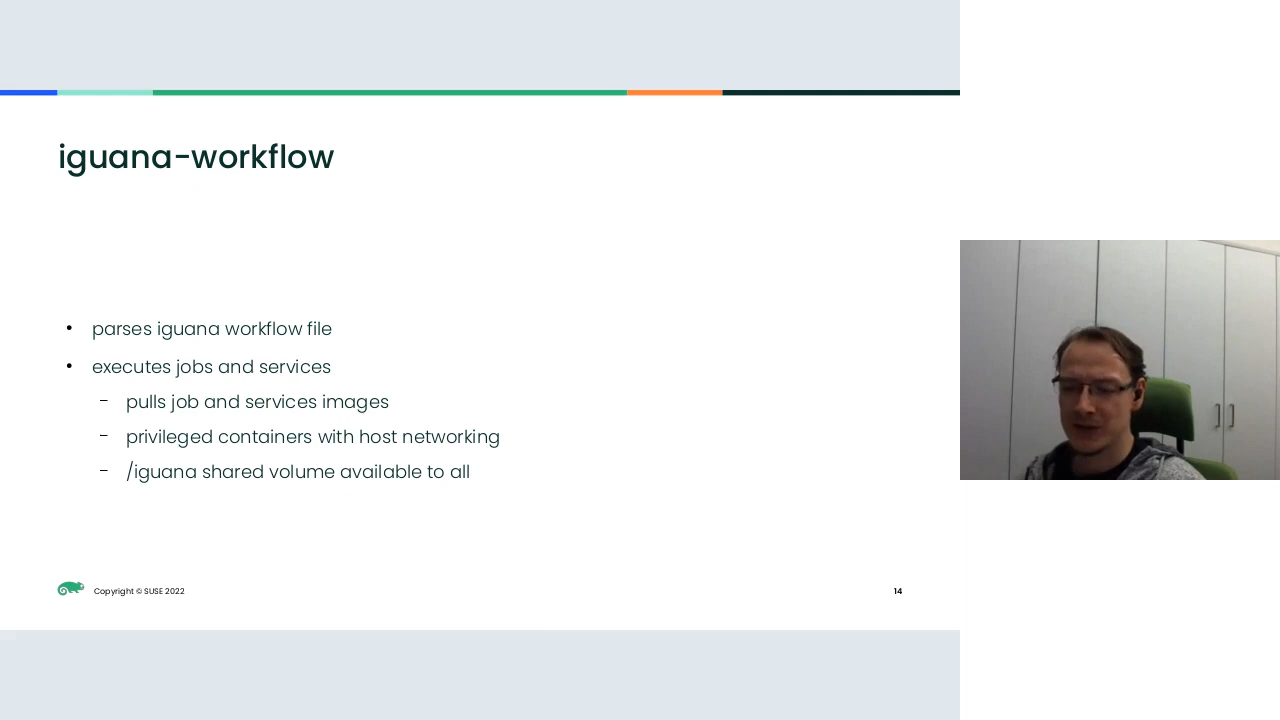 iguana-workflow
• parses iguana workflow file
• executes jobs and services
– pulls job and services images
– privileged containers with host networking
– /iguana shared volume available to all
Copyright © SUSE 2022
14